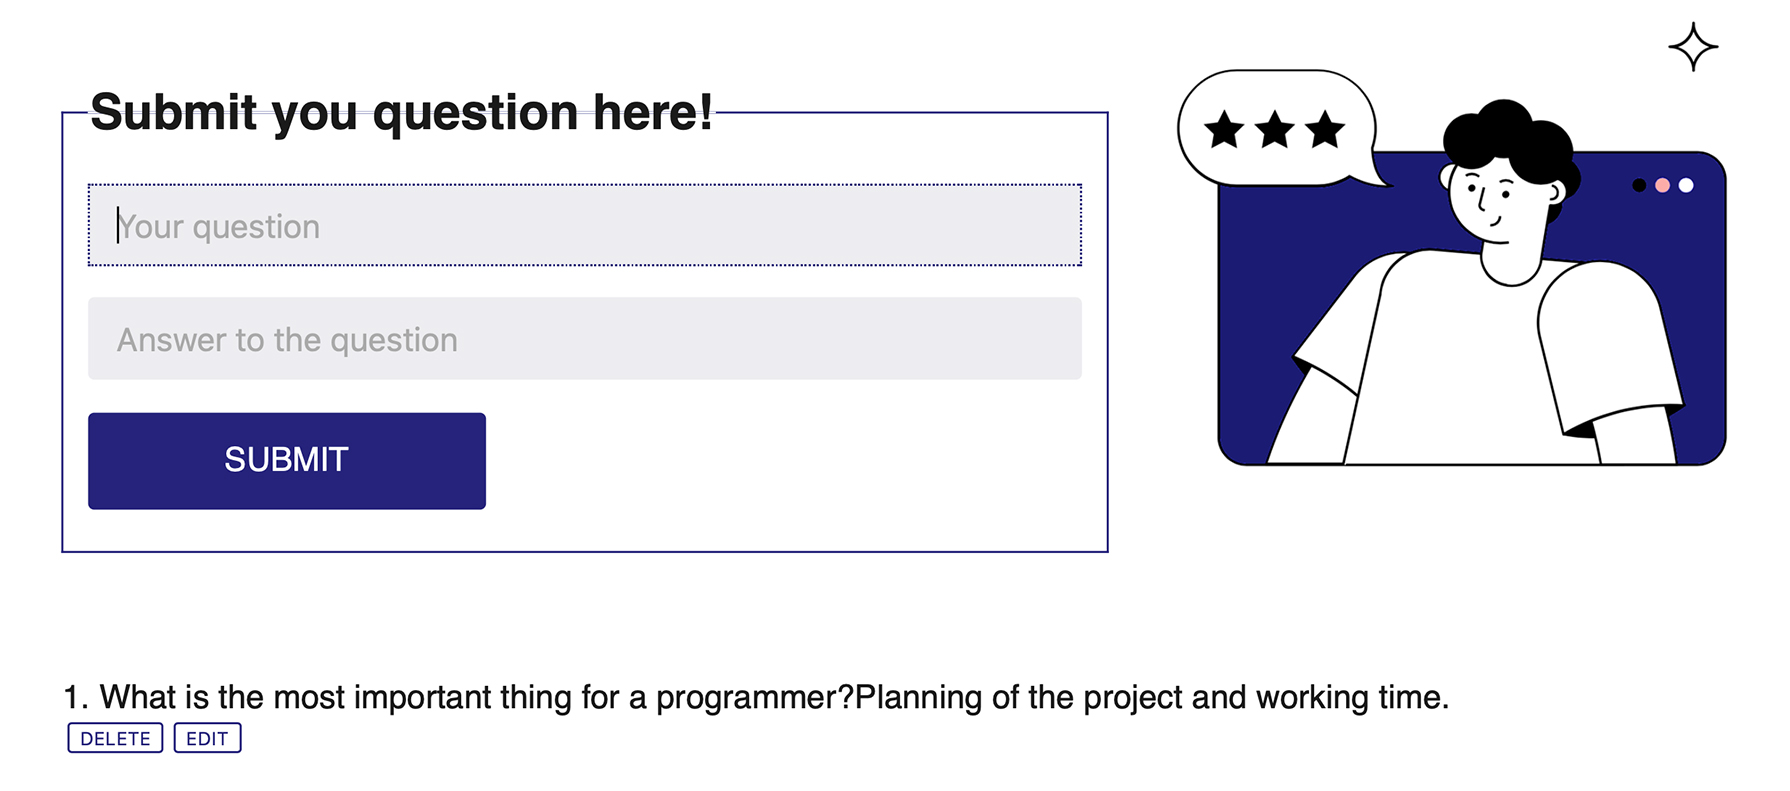 Submit you question here!
Your question
Answer to the question
SUBMIT
1. What is the most important thing for a programmer?Planning of the project and working time.
DELETE EDIT